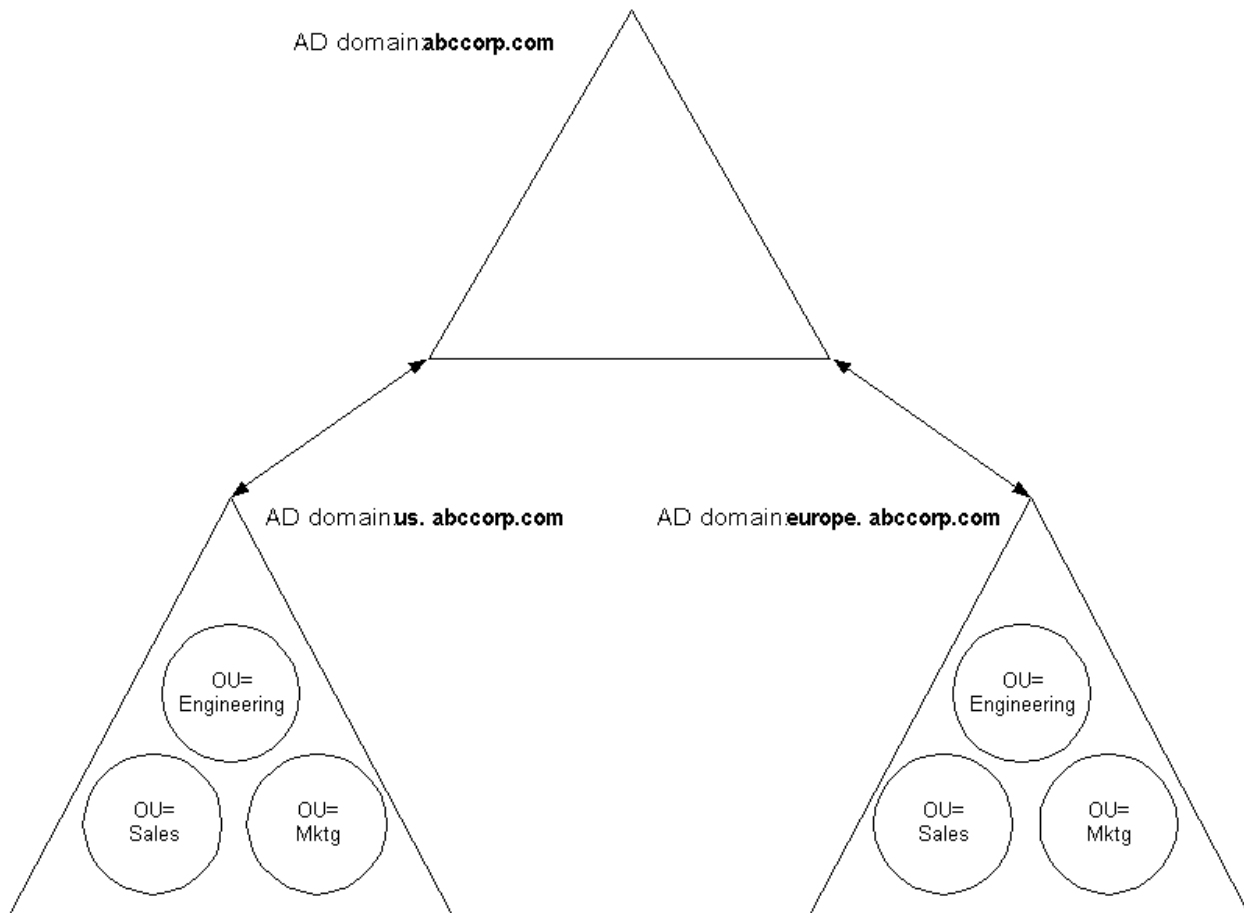 AD domain:abccorp.com
AD domain:us. abccorp.com
AD domain:europe. abccorp.com
OU=
Engineering
OU=
Sales
OU=
Mktg
OU=
Engineering
OU=
Sales
OU=
Mktg